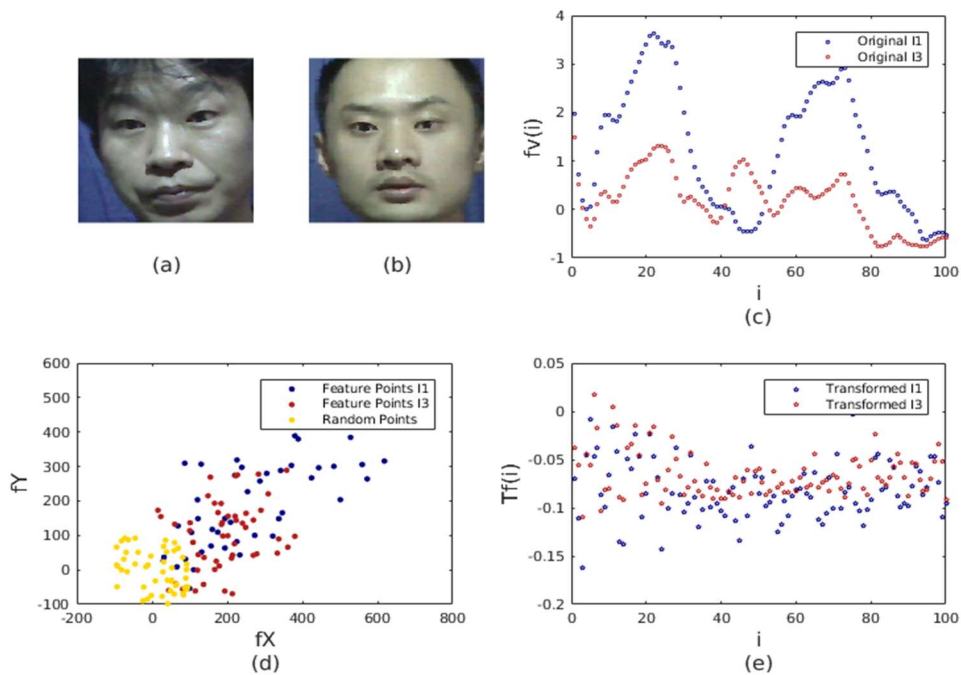 (a)
(b)
4
3
2
1
0
-1
fv(i)
Original I1
Original I3
0
20
40
60
80
100
i
(c)
600
500
400
300
200
100
0
-100
fY
Feature Points I1
Feature Points I3
Random Points
-200
0
200
400
600
800
fX
(d)
0.05
0
-0.05
-0.1
-0.15
-0.2
Tf(i)
Transformed I1
Transformed I3
0
20
40
60
80
100
i
(e)